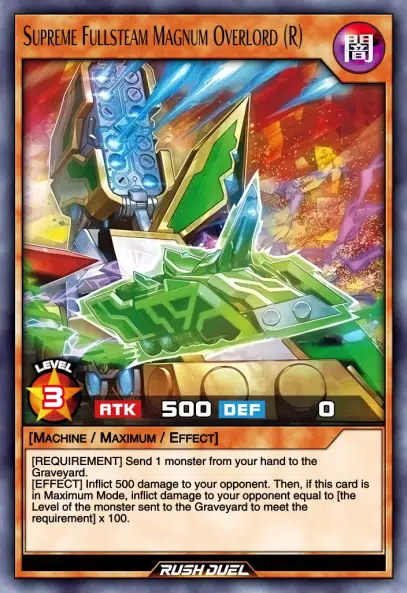 SUPREME FULLSTEAM MAGNUM OVERLORD (R)
闇
LEVEL
3
ATK 500 DEF 0
[MACHINE / MAXIMUM / EFFECT]
[REQUIREMENT] Send 1 monster from your hand to the
Graveyard.
[EFFECT] Inflict 500 damage to your opponent. Then, if this card is
in Maximum Mode, inflict damage to your opponent equal to [the
Level of the monster sent to the Graveyard to meet the
requirement] x 100.
RUSH DUEL